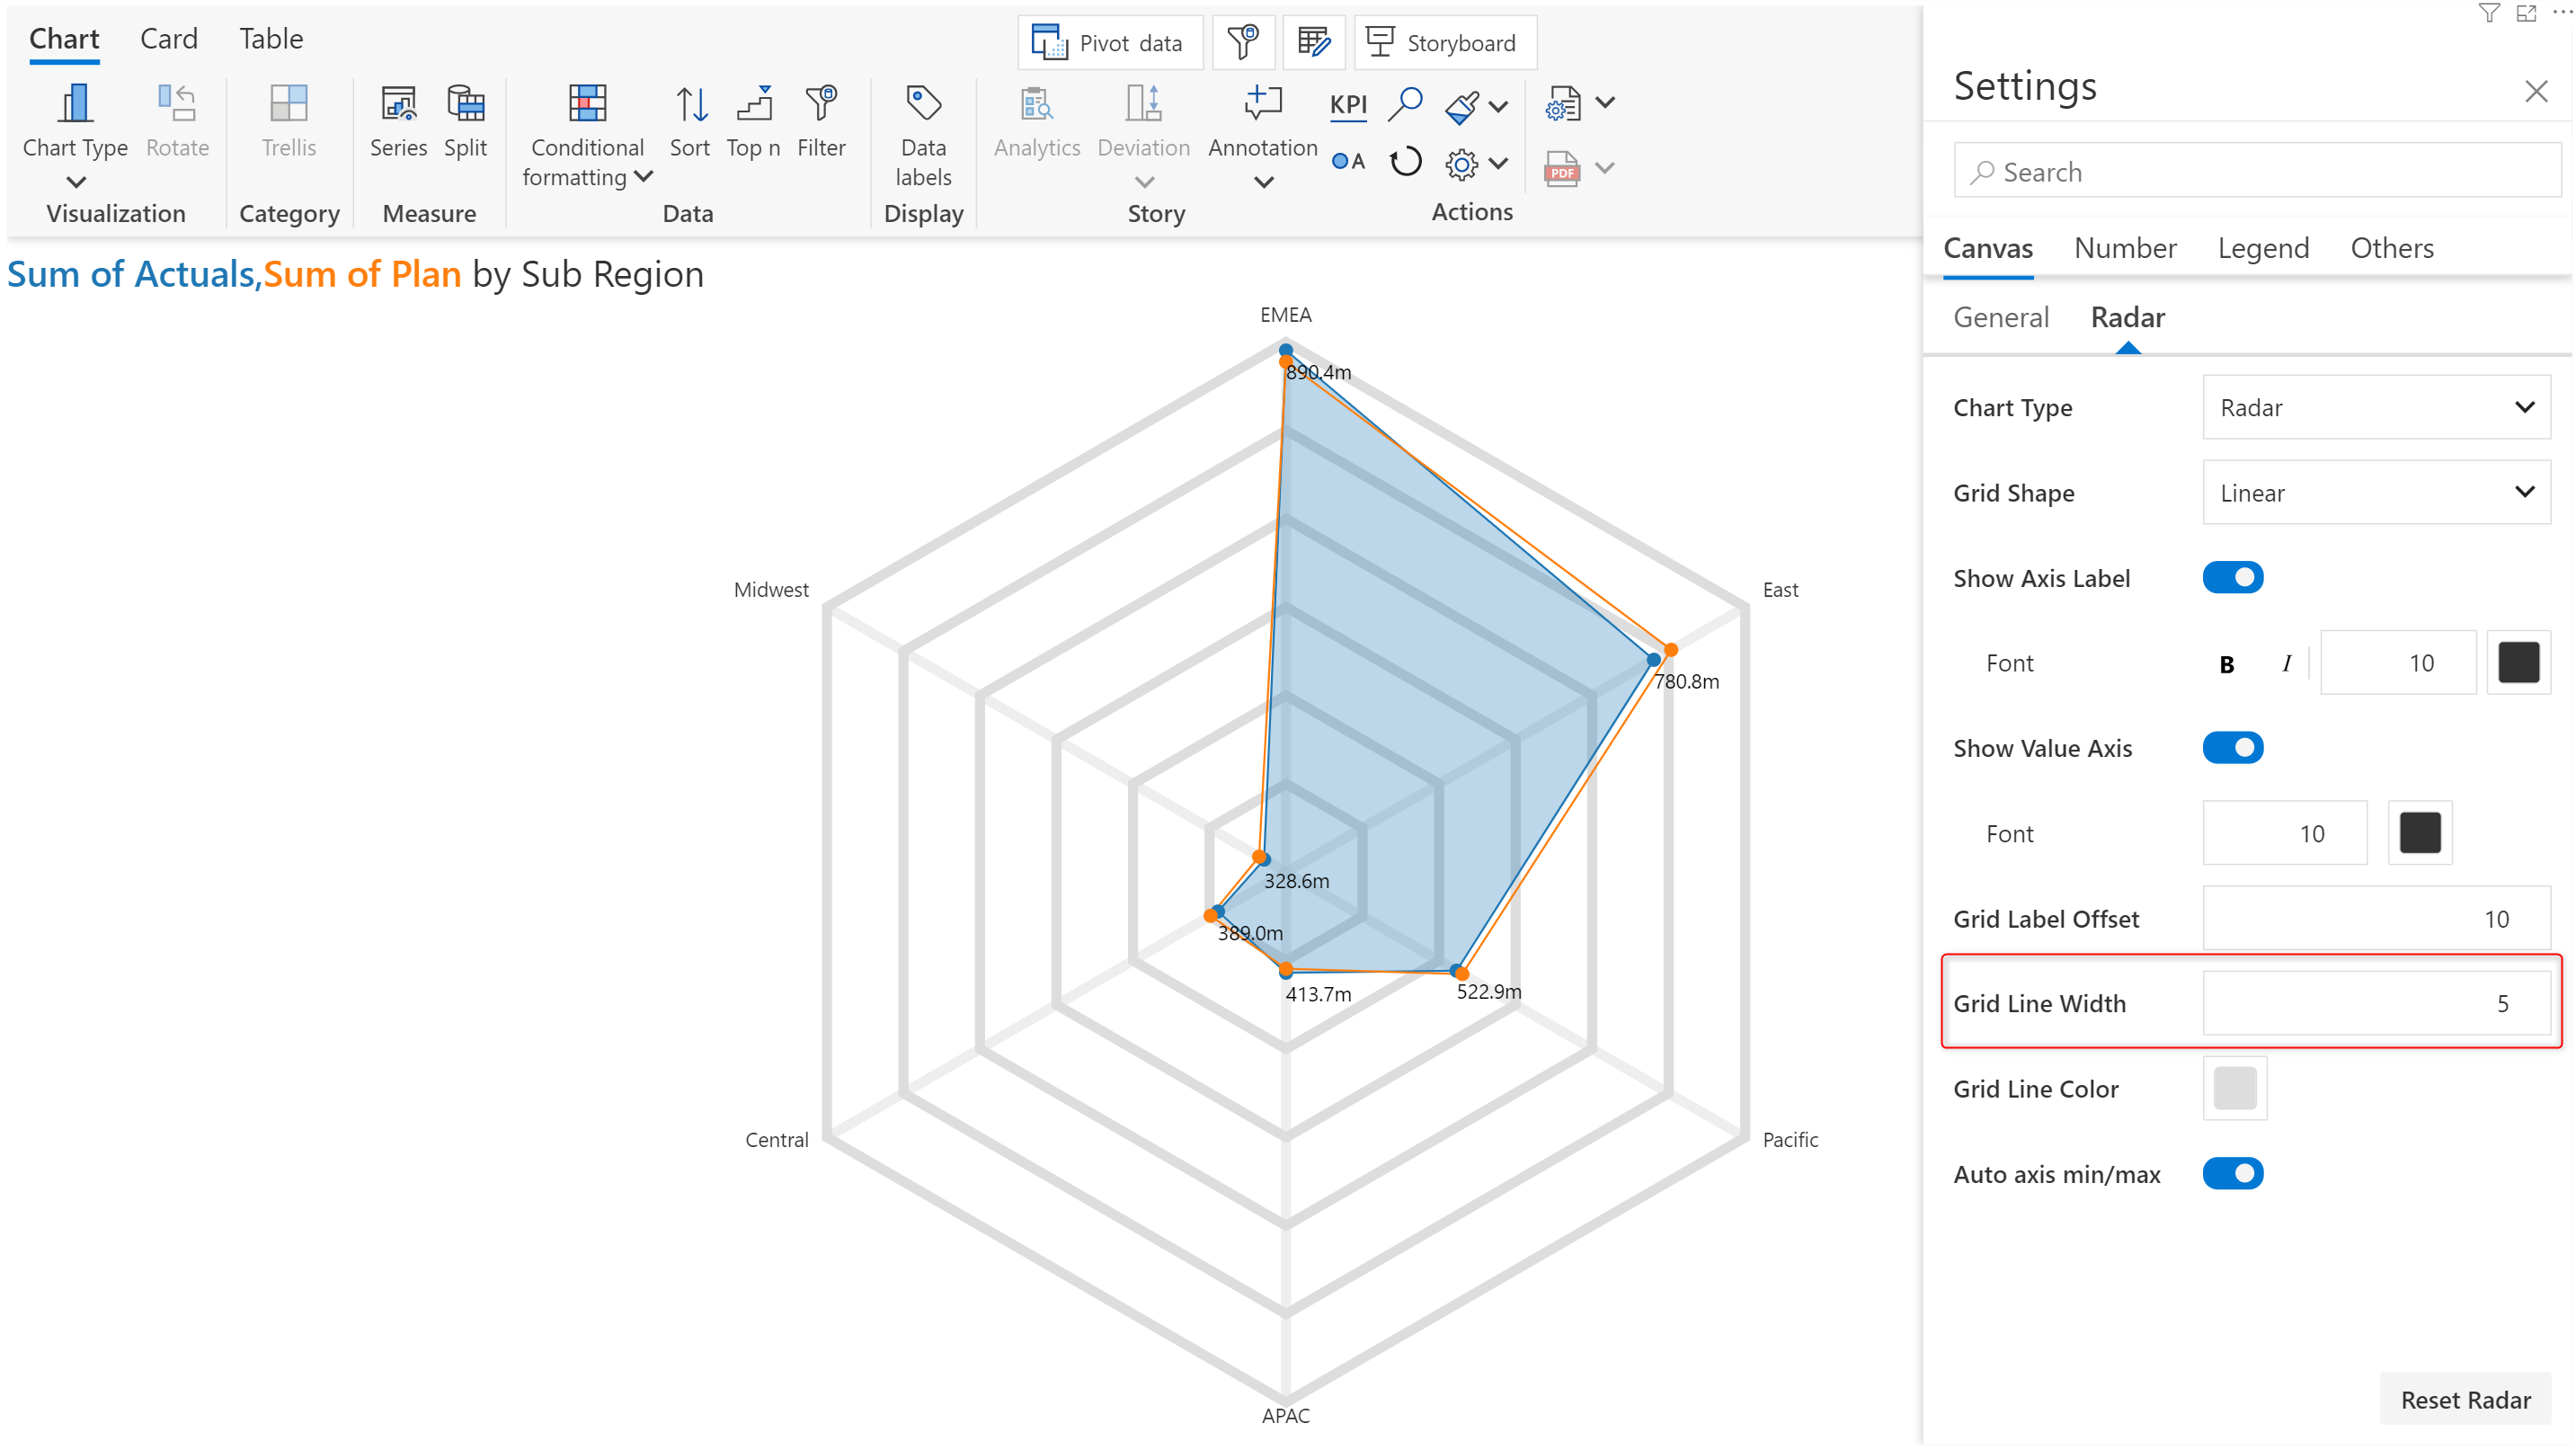 Chart Card Table
Pivot data
Storyboard
Chart Type
Rotate
Trellis
Series
Split
Conditional
formatting
Sort
Top n
Filter
Data
labels
Analytics
Deviation
Annotation
KPI
A
PDF
Visualization
Category
Measure
Data
Display
Story
Actions
Sum of Actuals,Sum of Plan by Sub Region
EMEA
890.4m
Midwest
East
780.8m
328.6m
389.0m
413.7m
522.9m
Central
Pacific
APAC
Settings
Search
Canvas Number Legend Others
General Radar
Chart Type Radar
Grid Shape Linear
Show Axis Label
Font B I 10
Show Value Axis
Font 10
Grid Label Offset 10
Grid Line Width 5
Grid Line Color
Auto axis min/max
Reset Radar